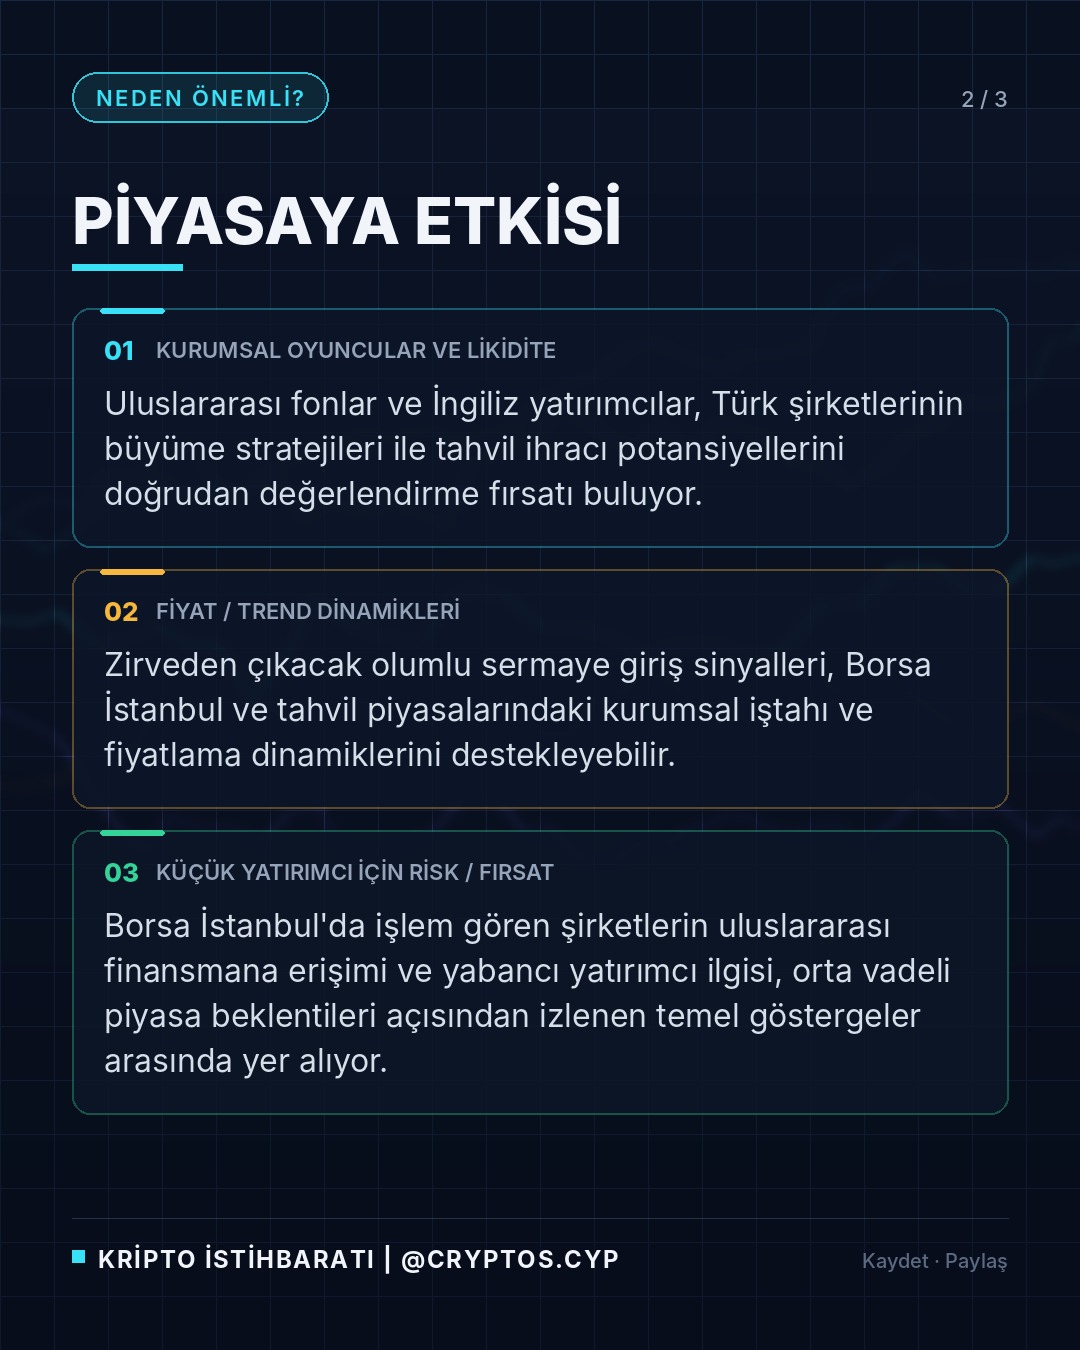 NEDEN ÖNEMLİ?
2 / 3
PİYASAYA ETKİSİ
01 KURUMSAL OYUNCULAR VE LİKİDİTE
Uluslararası fonlar ve İngiliz yatırımcılar, Türk şirketlerinin
büyüme stratejileri ile tahvil ihracı potansiyellerini
doğrudan değerlendirme fırsatı buluyor.
02 FİYAT / TREND DİNAMİKLERİ
Zirveden çıkacak olumlu sermaye giriş sinyalleri, Borsa
İstanbul ve tahvil piyasalarındaki kurumsal iştahı ve
fiyatlama dinamiklerini destekleyebilir.
03 KÜÇÜK YATIRIMCI İÇİN RİSK / FIRSAT
Borsa İstanbul'da işlem gören şirketlerin uluslararası
finansmana erişimi ve yabancı yatırımcı ilgisi, orta vadeli
piyasa beklentileri açısından izlenen temel göstergeler
arasında yer alıyor.
KRİPTO İSTİHBARATI | @CRYPTOS.CYP
Kaydet · Paylaş